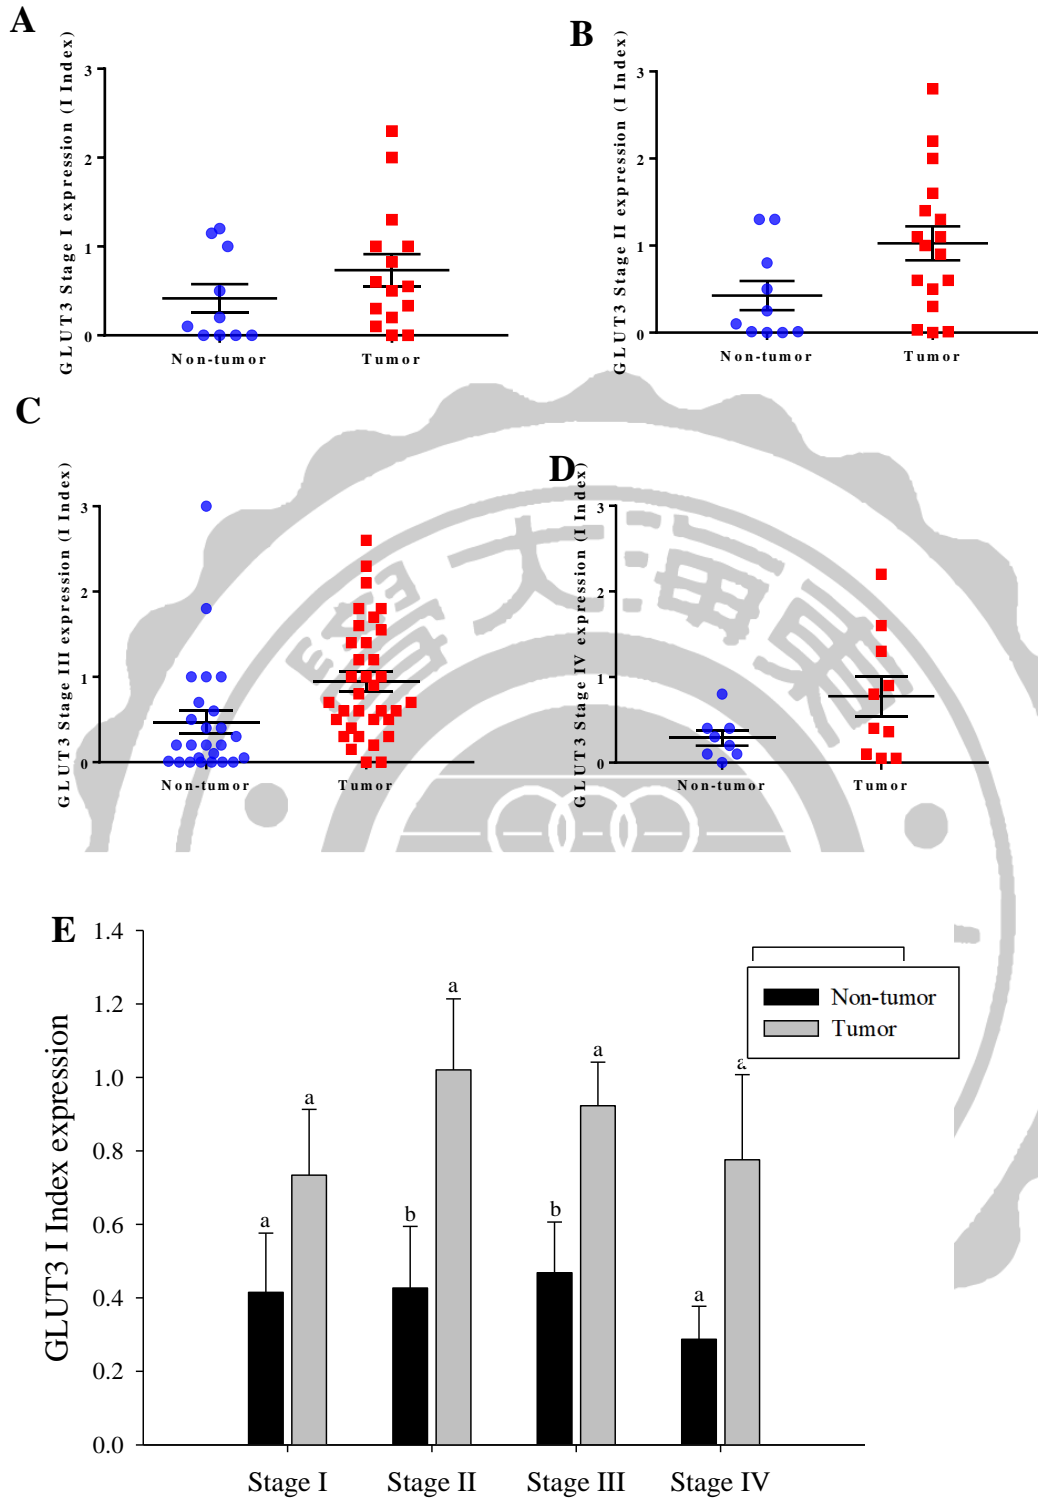 A
GLUT3 Stage I expression (I Index)
3
2
1
0
Non-tumor
Tumor
B
GLUT3 Stage II expression (I Index)
3
2
1
0
Non-tumor
Tumor
C
GLUT3 Stage III expression (I Index)
3
2
1
0
Non-tumor
Tumor
D
GLUT3 Stage IV expression (I Index)
3
2
1
0
Non-tumor
Tumor
學大海東
E
GLUT3 I Index expression
1.4
1.2
1.0
0.8
0.6
0.4
0.2
0.0
Non-tumor
Tumor
a
a
b
a
b
a
a
a
Stage I
Stage II
Stage III
Stage IV